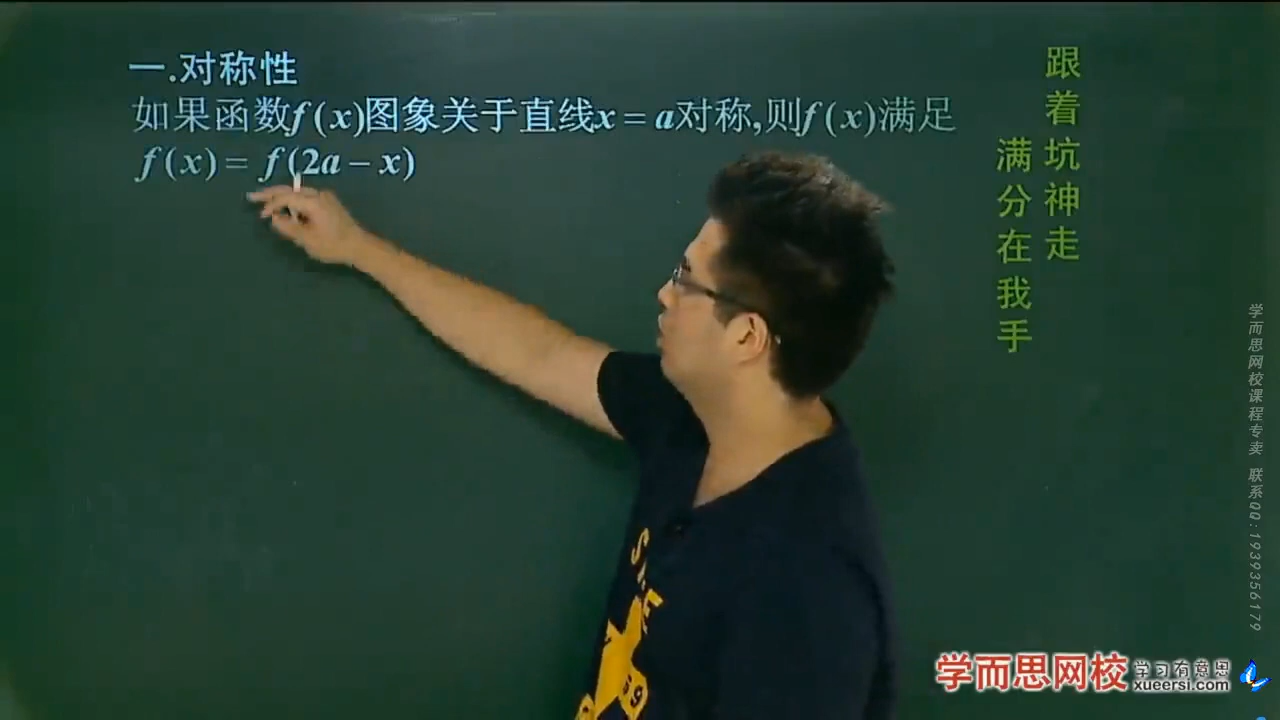 一.对称性
如果函数f(x)图象关于直线x=a对称,则f(x)满足
f(x)=f(2a-x)
跟着坑神走
满分在我手
学而思网校课程专卖 联系QQ:1939356179
学而思网校
学习有意思
xueersi.com